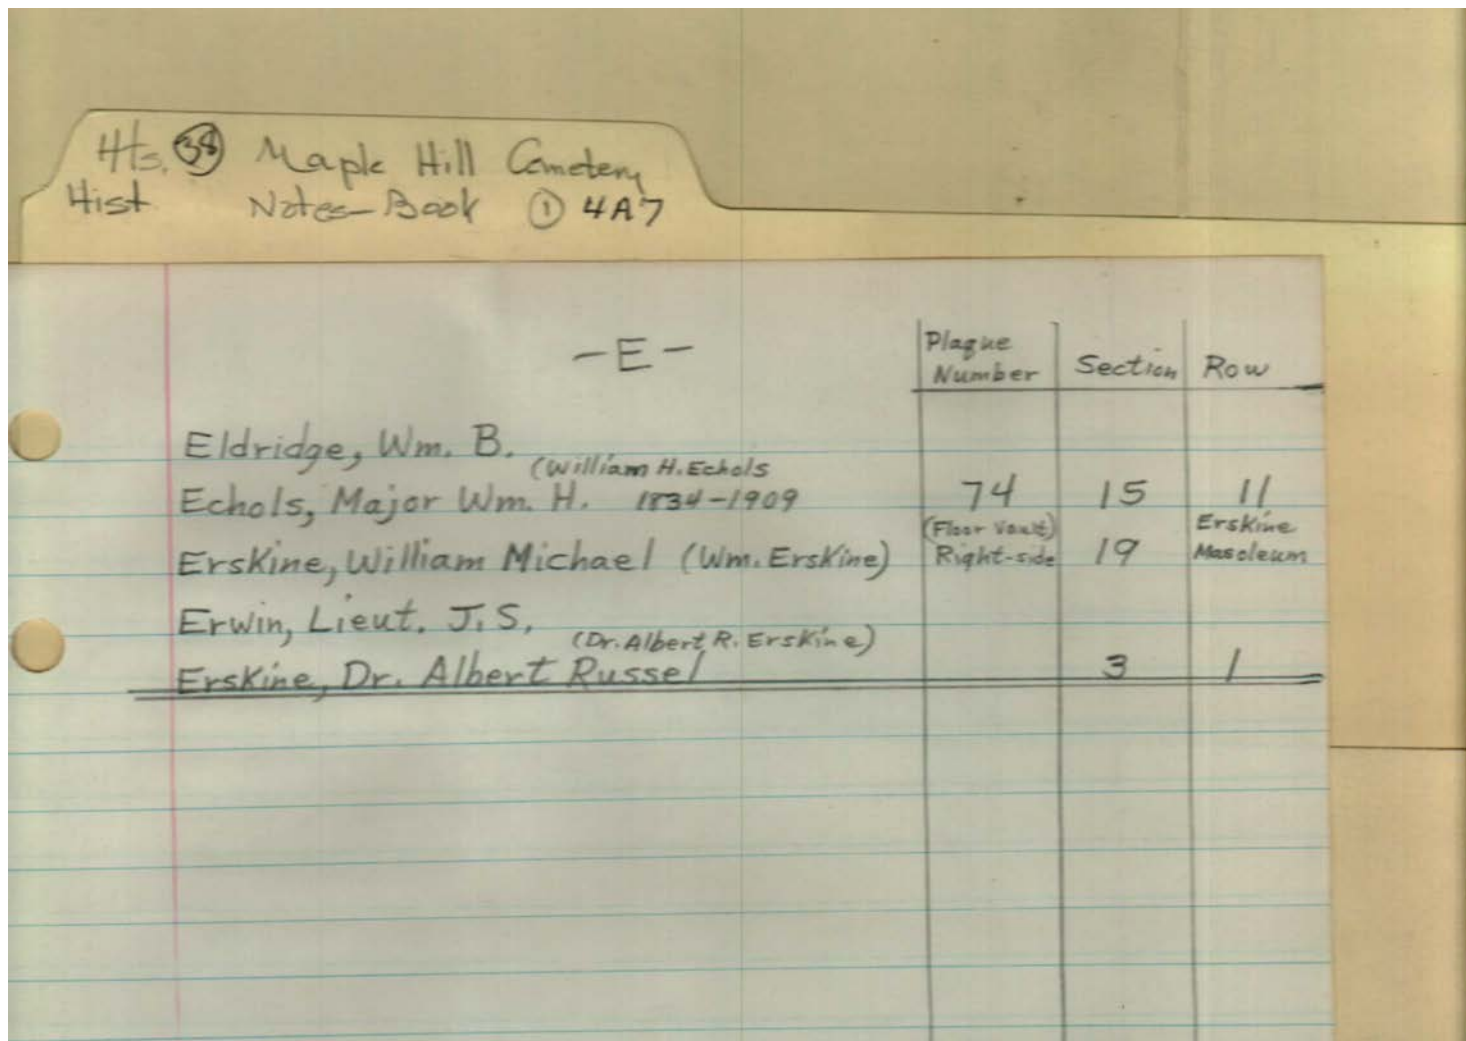 Hts. 38 Maple Hill Cemetery
Hist Notes-Book 1 4A7
-E-
Plaque Number Section Row
Eldridge, Wm. B.
(William H. Echols
Echols, Major Wm. H. 1834-1909 74 15 11
(Floor Vault) Erskine
Erskine, William Michael (Wm. Erskine) Right-side 19 Masoleum
Erwin, Lieut. J.S.
(Dr. Albert R. Erskine)
Erskine, Dr. Albert Russel 3 1